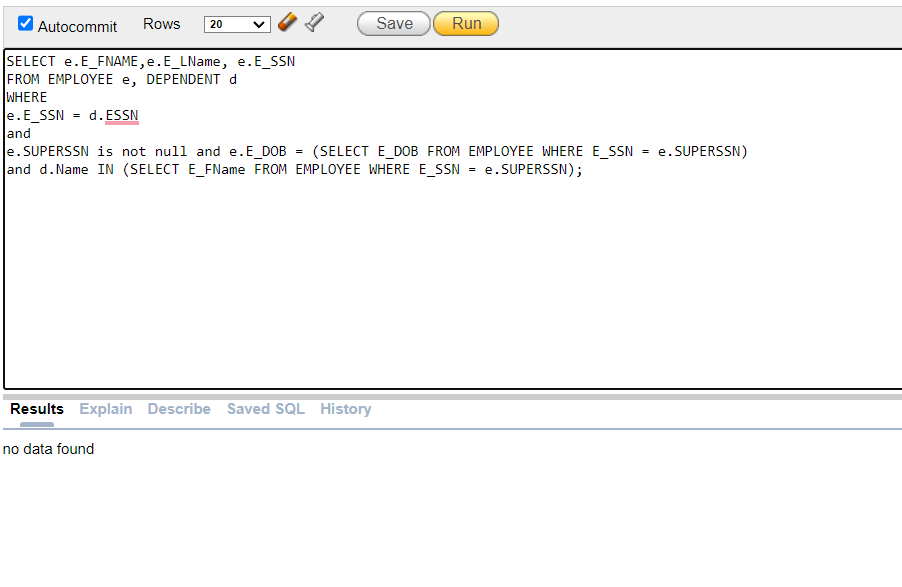 Autocommit Rows 20 Save Run
SELECT e.E_FNAME,e.E_LName, e.E_SSN
FROM EMPLOYEE e, DEPENDENT d
WHERE
e.E_SSN = d.ESSN
and
e.SUPERSSN is not null and e.E_DOB = (SELECT E_DOB FROM EMPLOYEE WHERE E_SSN = e.SUPERSSN)
and d.Name IN (SELECT E_FName FROM EMPLOYEE WHERE E_SSN = e.SUPERSSN);
Results Explain Describe Saved SQL History
no data found